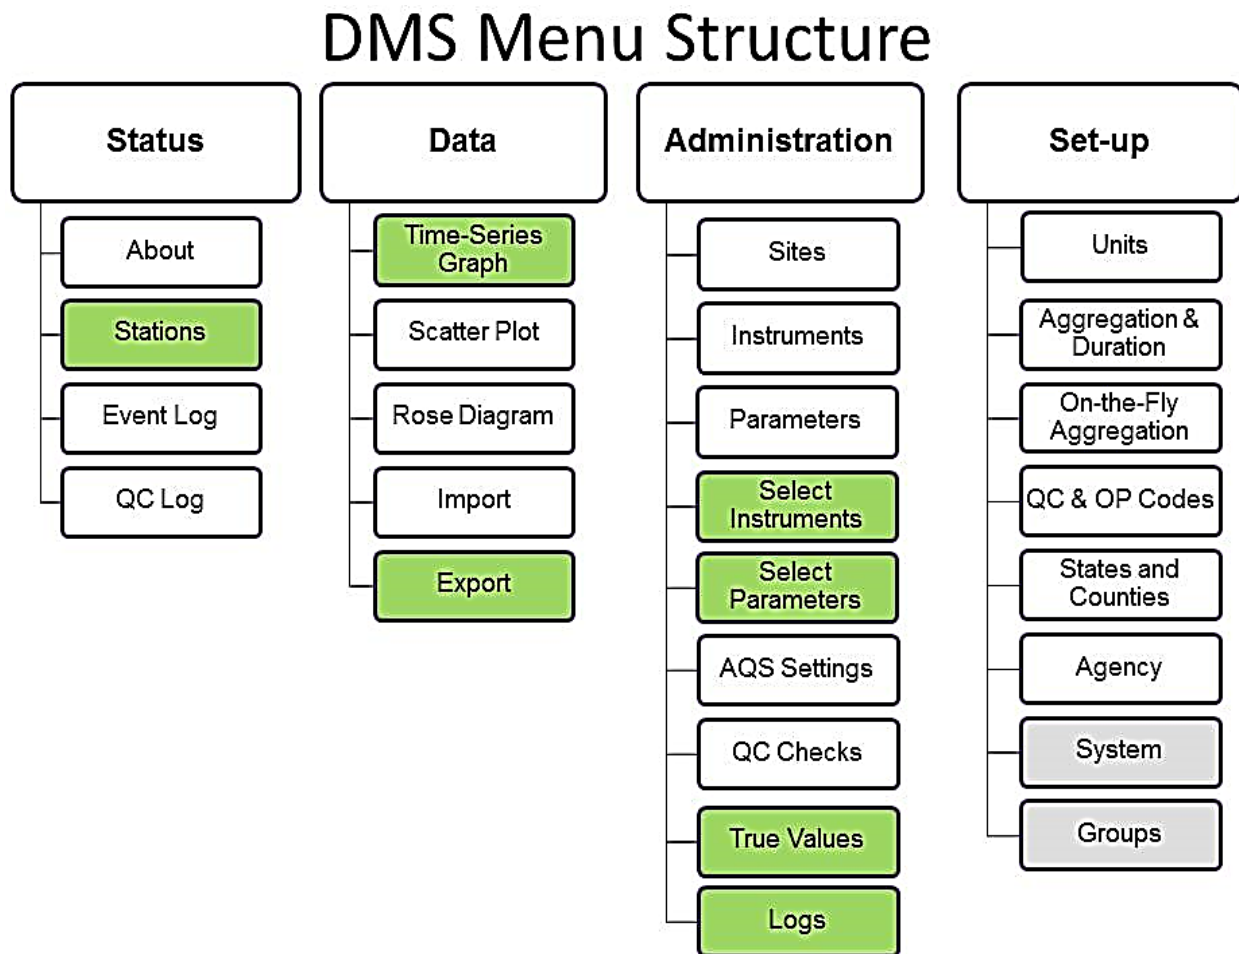 DMS Menu Structure
Status
About
Stations
Event Log
QC Log
Data
Time-Series
Graph
Scatter Plot
Rose Diagram
Import
Export
Administration
Sites
Instruments
Parameters
Select
Instruments
Select
Parameters
AQS Settings
QC Checks
True Values
Logs
Set-up
Units
Aggregation &
Duration
On-the-Fly
Aggregation
QC & OP Codes
States and
Counties
Agency
System
Groups